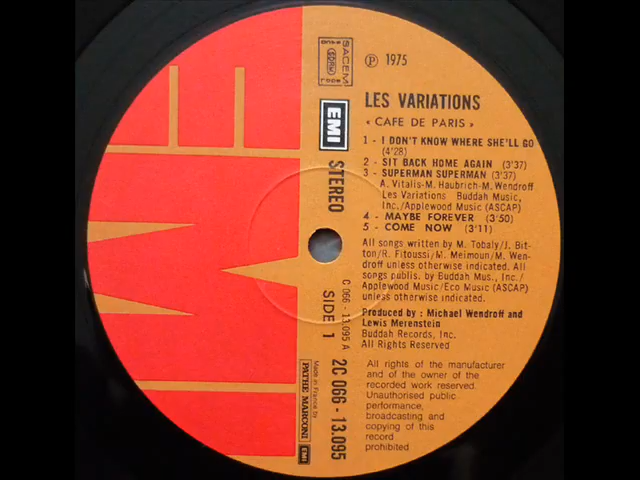 ℗ 1975
LES VARIATIONS
« CAFE DE PARIS »
1 - I DON'T KNOW WHERE SHE'LL GO
(4'28)
2 - SIT BACK HOME AGAIN (3'37)
3 - SUPERMAN SUPERMAN (3'37)
A. Vitalis-M. Haubrich-M. Wendroff
Les Variations Buddah Music,
Inc./Applewood Music (ASCAP)
4 - MAYBE FOREVER (3'50)
5 - COME NOW (3'11)
All songs written by M. Tobaly/J. Bit-
ton/R. Fitoussi/M. Meimoun/M. Wen-
droff unless otherwise indicated. All
songs publis. by Buddah Mus., Inc./
Applewood Music/Eco Music (ASCAP)
unless otherwise indicated.
Produced by : Michael Wendroff and
Lewis Merenstein
Buddah Records, Inc.
All Rights Reserved
All rights of the manufacturer
and of the owner of the
recorded work reserved.
Unauthorised public
performance,
broadcasting and
copying of this
record
prohibited
SACEM
EMI
STEREO
C 066 - 13.095 A
SIDE 1
2C 066 - 13.095
Made in France by
PATHE MARCONI
EMI
EMI